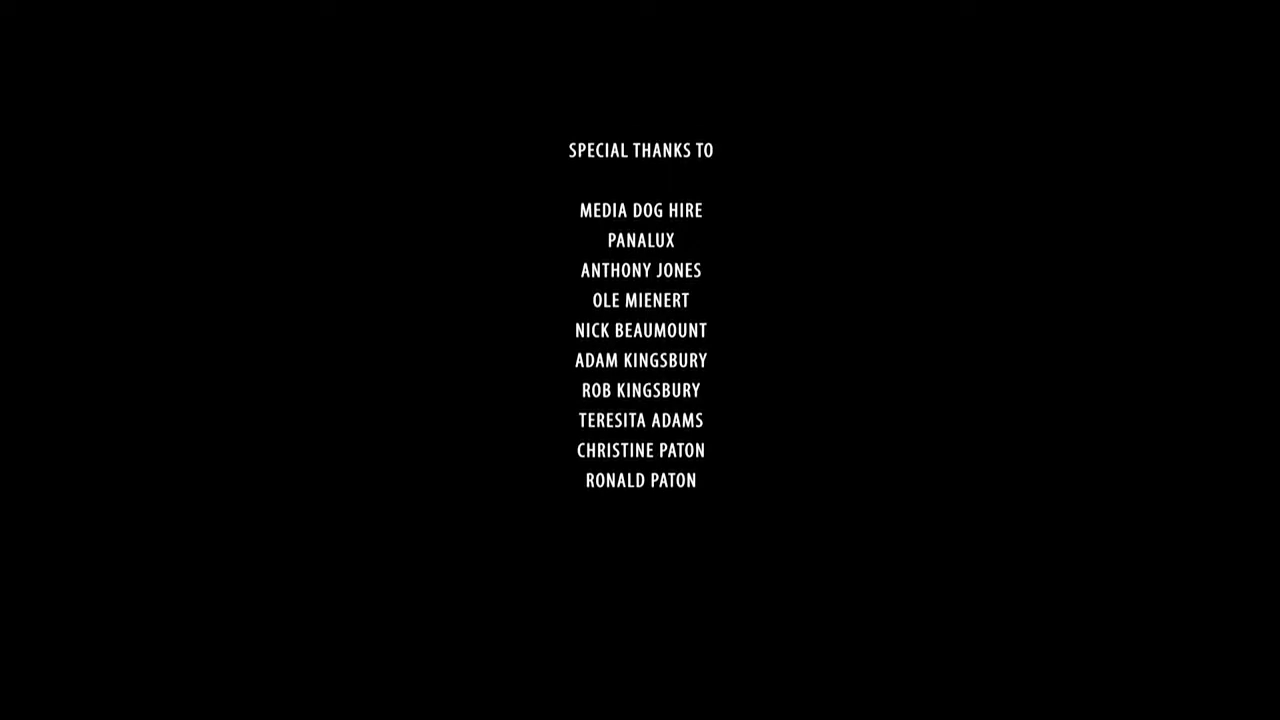 SPECIAL THANKS TO
MEDIA DOG HIRE
PANALUX
ANTHONY JONES
OLE MIENERT
NICK BEAUMOUNT
ADAM KINGSBURY
ROB KINGSBURY
TERESITA ADAMS
CHRISTINE PATON
RONALD PATON